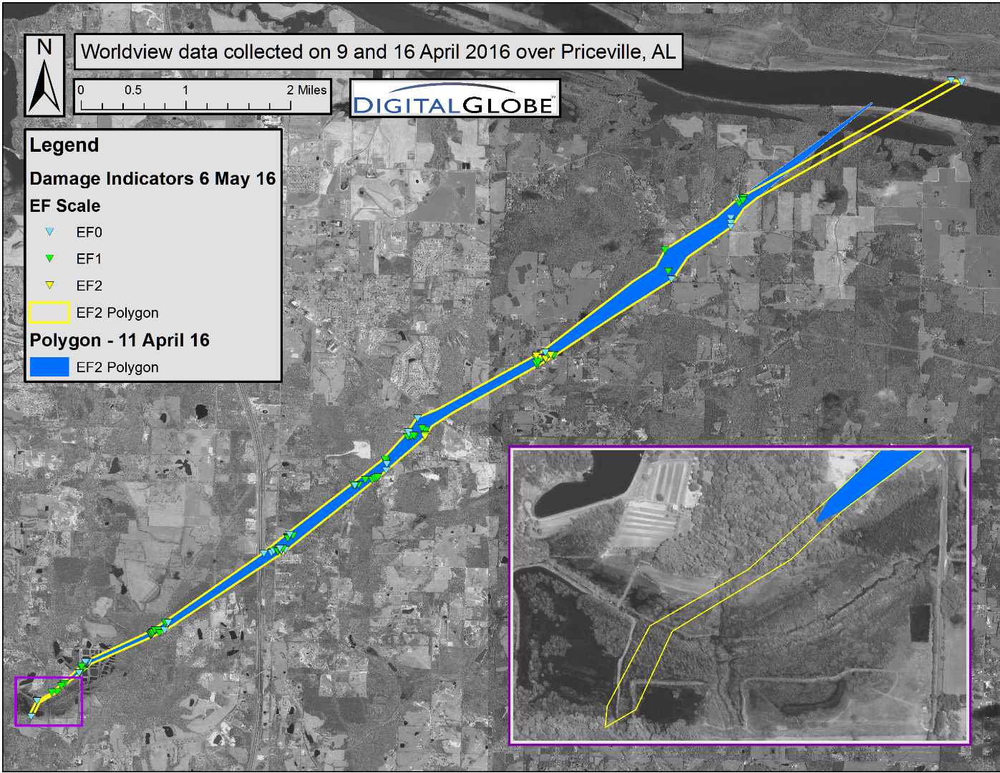 N
Worldview data collected on 9 and 16 April 2016 over Priceville, AL
0 0.5 1 2 Miles
DIGITALGLOBE™
Legend
Damage Indicators 6 May 16
EF Scale
EF0
EF1
EF2
EF2 Polygon
Polygon - 11 April 16
EF2 Polygon